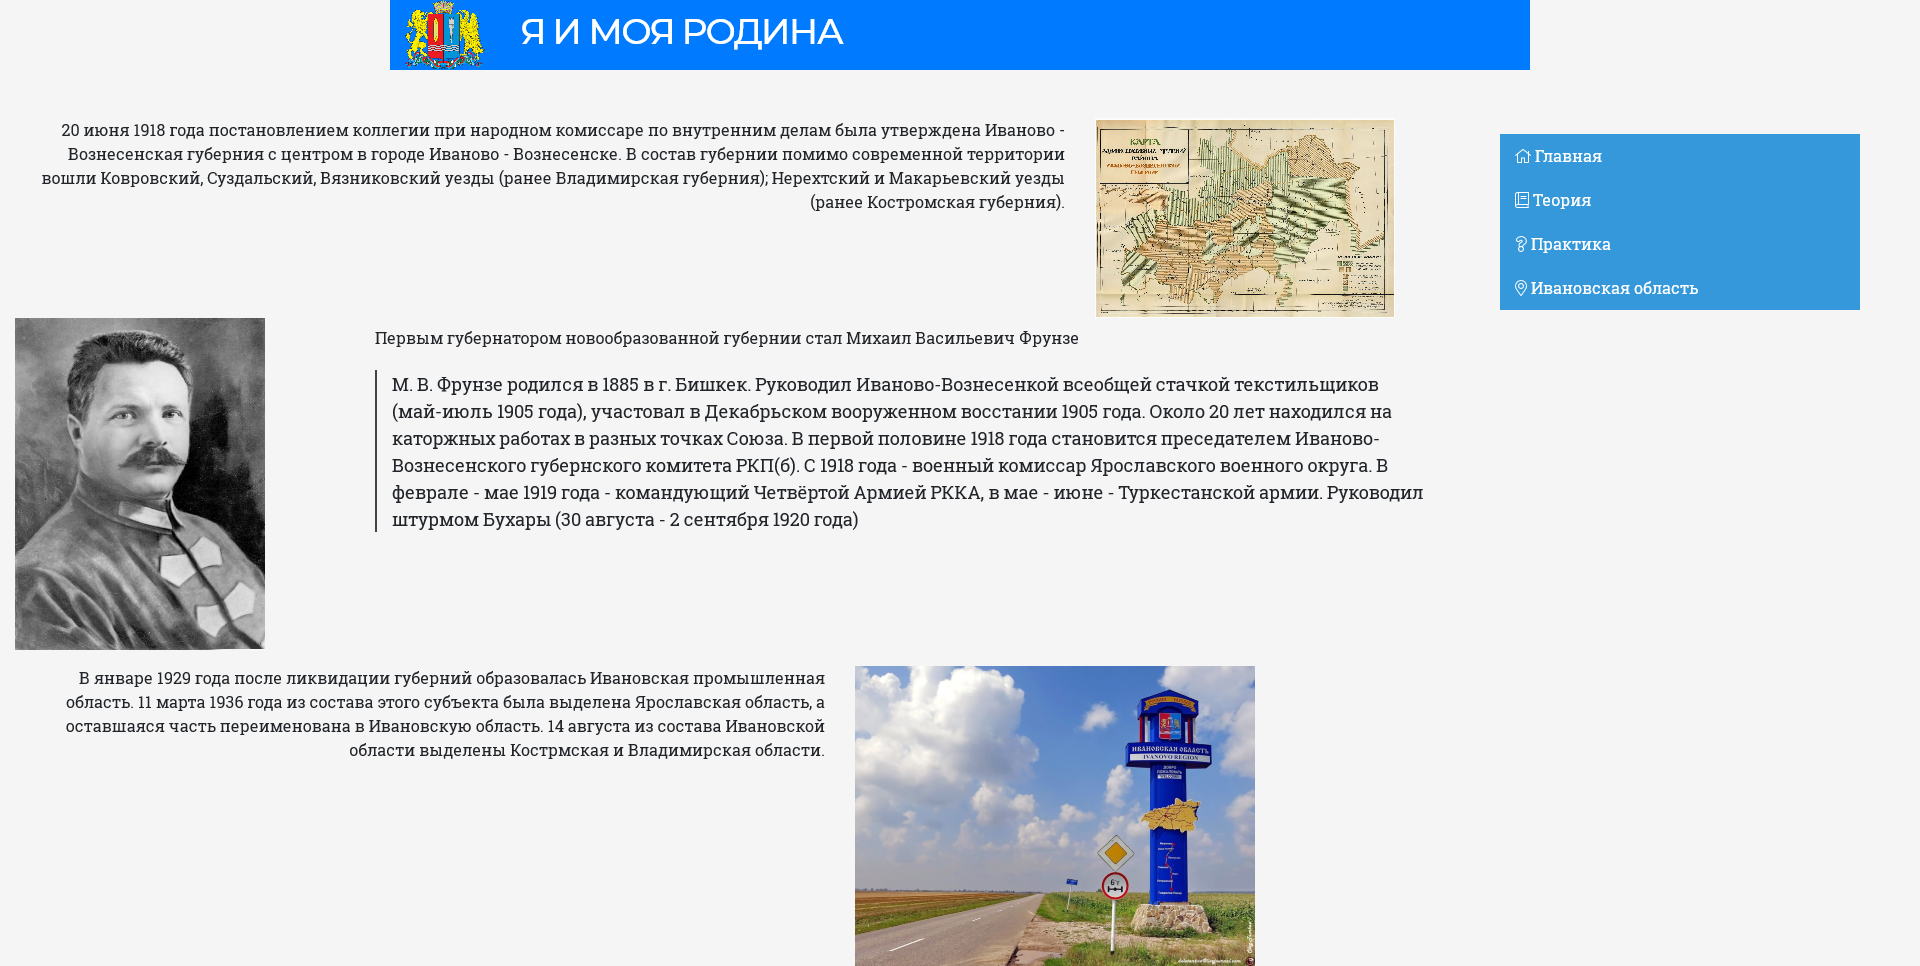 Я И МОЯ РОДИНА
20 июня 1918 года постановлением коллегии при народном комиссаре по внутренним делам была утверждена Иваново -
Вознесенская губерния с центром в городе Иваново - Вознесенске. В состав губернии помимо современной территории
вошли Ковровский, Суздальский, Вязниковский уезды (ранее Владимирская губерния); Нерехтский и Макарьевский уезды
(ранее Костромская губерния).
КАРТА
РАЙОНА
Главная
Теория
Практика
Ивановская область
Первым губернатором новообразованной губернии стал Михаил Васильевич Фрунзе
М. В. Фрунзе родился в 1885 в г. Бишкек. Руководил Иваново-Вознесенкой всеобщей стачкой текстильщиков
(май-июль 1905 года), участовал в Декабрьском вооруженном восстании 1905 года. Около 20 лет находился на
каторжных работах в разных точках Союза. В первой половине 1918 года становится преседателем Иваново-
Вознесенского губернского комитета РКП(б). С 1918 года - военный комиссар Ярославского военного округа. В
феврале - мае 1919 года - командующий Четвёртой Армией РККА, в мае - июне - Туркестанской армии. Руководил
штурмом Бухары (30 августа - 2 сентября 1920 года)
В январе 1929 года после ликвидации губерний образовалась Ивановская промышленная
область. 11 марта 1936 года из состава этого субъекта была выделена Ярославская область, а
оставшаяся часть переименована в Ивановскую область. 14 августа из состава Ивановской
области выделены Кострмская и Владимирская области.
ИВАНОВСКАЯ ОБЛАСТЬ
IVANOVO REGION
ДОБРО
ПОЖАЛОВАТЬ
WELCOME
6 т